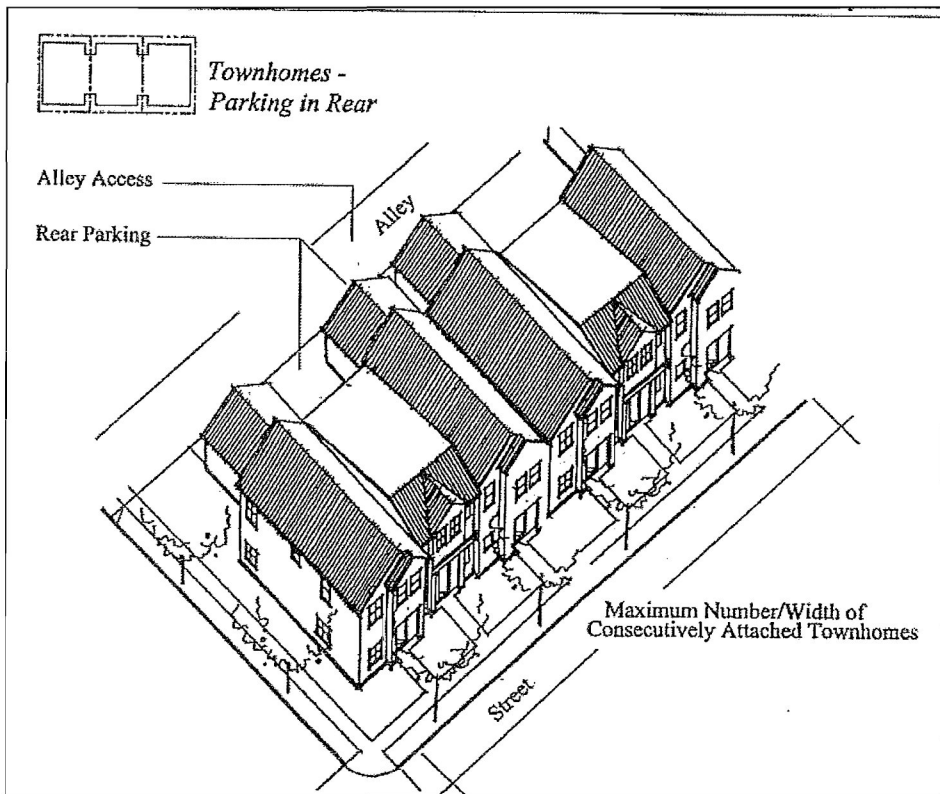 Townhomes -
Parking in Rear
Alley Access
Alley
Rear Parking
Maximum Number/Width of
Consecutively Attached Townhomes
Street